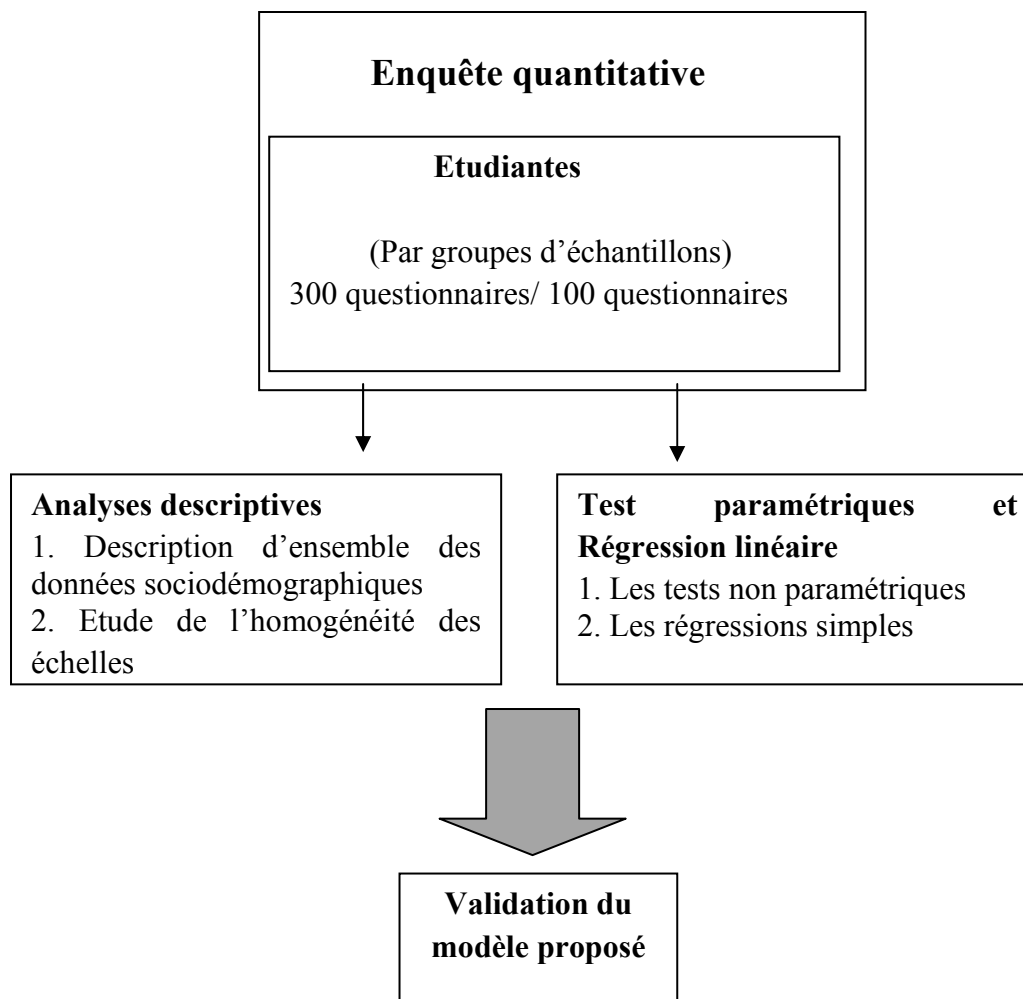 Enquête quantitative
Etudiantes
(Par groupes d’échantillons)
300 questionnaires/ 100 questionnaires
Analyses descriptives
1. Description d’ensemble des
données sociodémographiques
2. Etude de l’homogénéité des
échelles
Test paramétriques et
Régression linéaire
1. Les tests non paramétriques
2. Les régressions simples
Validation du
modèle proposé